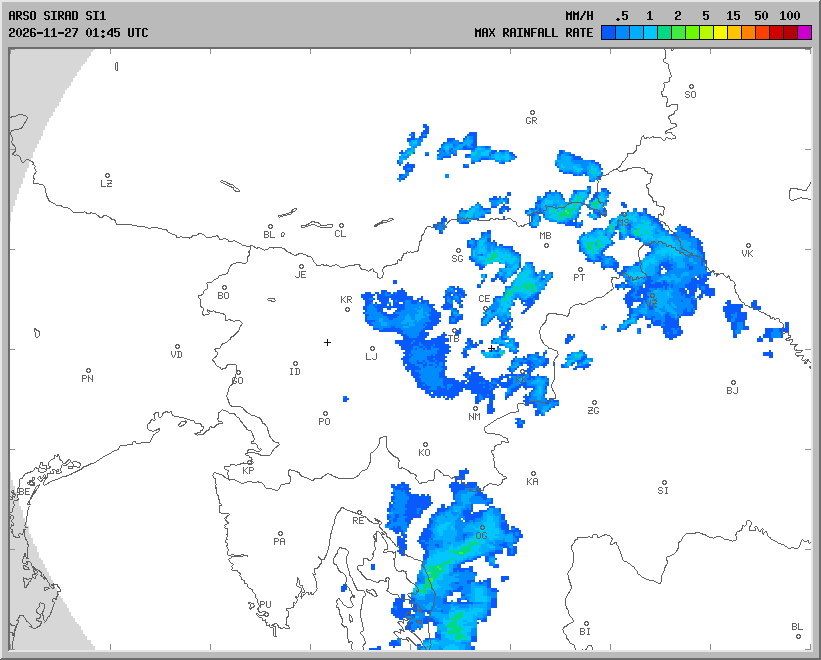 ARSO SIRAD SI1
2026-11-27 01:45 UTC
MM/H .5 1 2 5 15 50 100
MAX RAINFALL RATE
SO
GR
LZ
MS
BL
CL
MB
VK
SG
JE
PT
BO
KR
CE
TB
VD
LJ
ID
GO
PN
BJ
NM
ZG
PO
KO
KP
KA
SI
BE
RE
OG
PA
PU
BI
BL